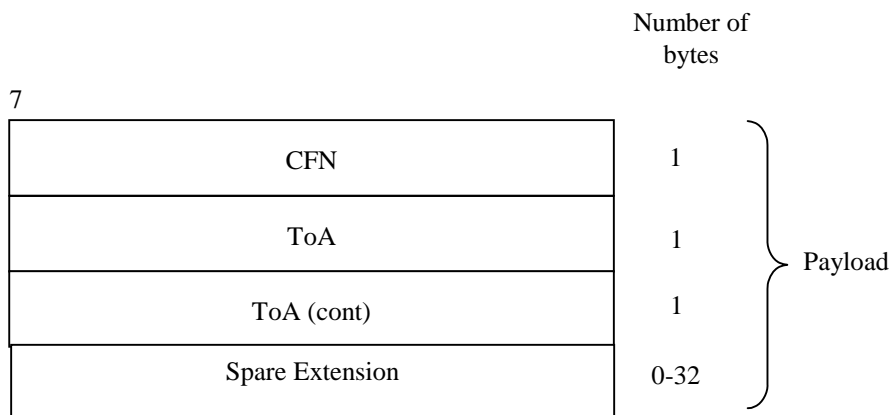 Number of
bytes
7
CFN 1
ToA 1
ToA (cont) 1
Payload
Spare Extension 0-32